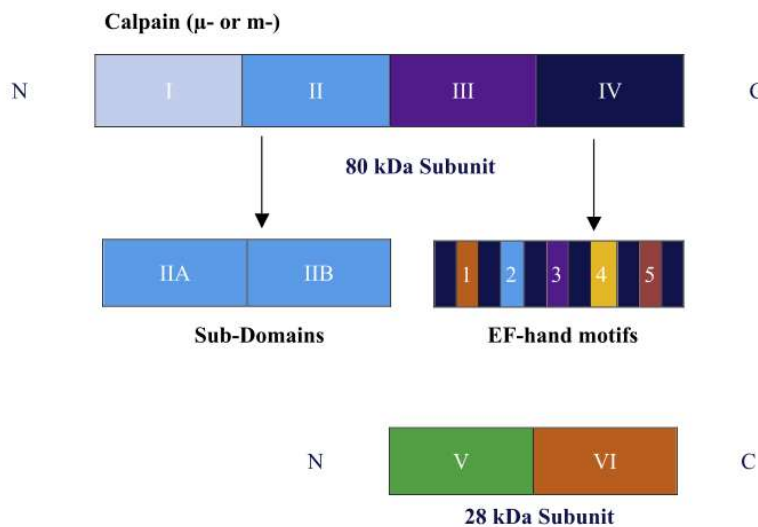 Calpain (μ- or m-)
N I II III IV C
80 kDa Subunit
IIA IIB 1 2 3 4 5
Sub-Domains EF-hand motifs
N V VI C
28 kDa Subunit